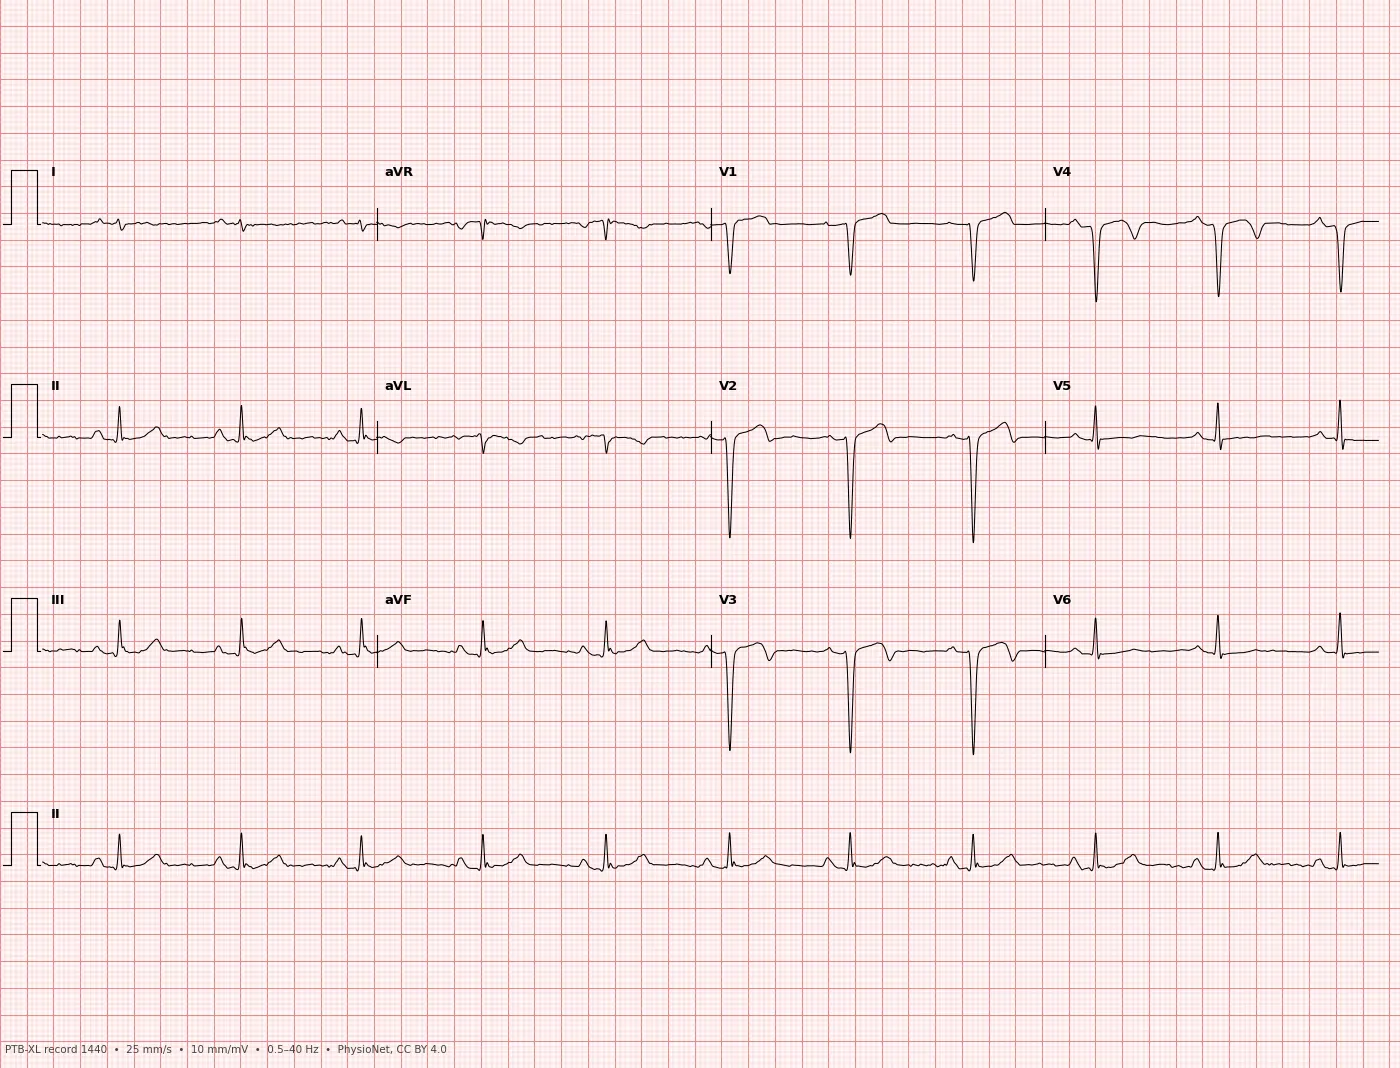 I aVR V1 V4
II aVL V2 V5
III aVF V3 V6
II
PTB-XL record 1440 • 25 mm/s • 10 mm/mV • 0.5–40 Hz • PhysioNet, CC BY 4.0